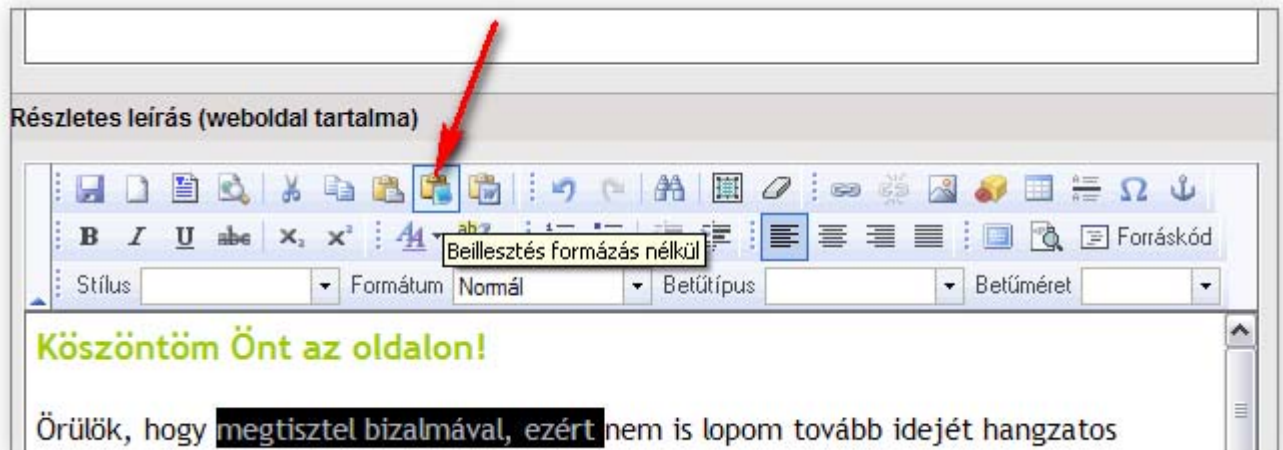 Részletes leírás (weboldal tartalma)
B I U abc x₂ x² Forráskód
Beillesztés formázás nélkül
Stílus Formátum Normál Betűtípus Betűméret
Köszöntöm Önt az oldalon!
Örülök, hogy megtisztel bizalmával, ezért nem is lopom tovább idejét hangzatos